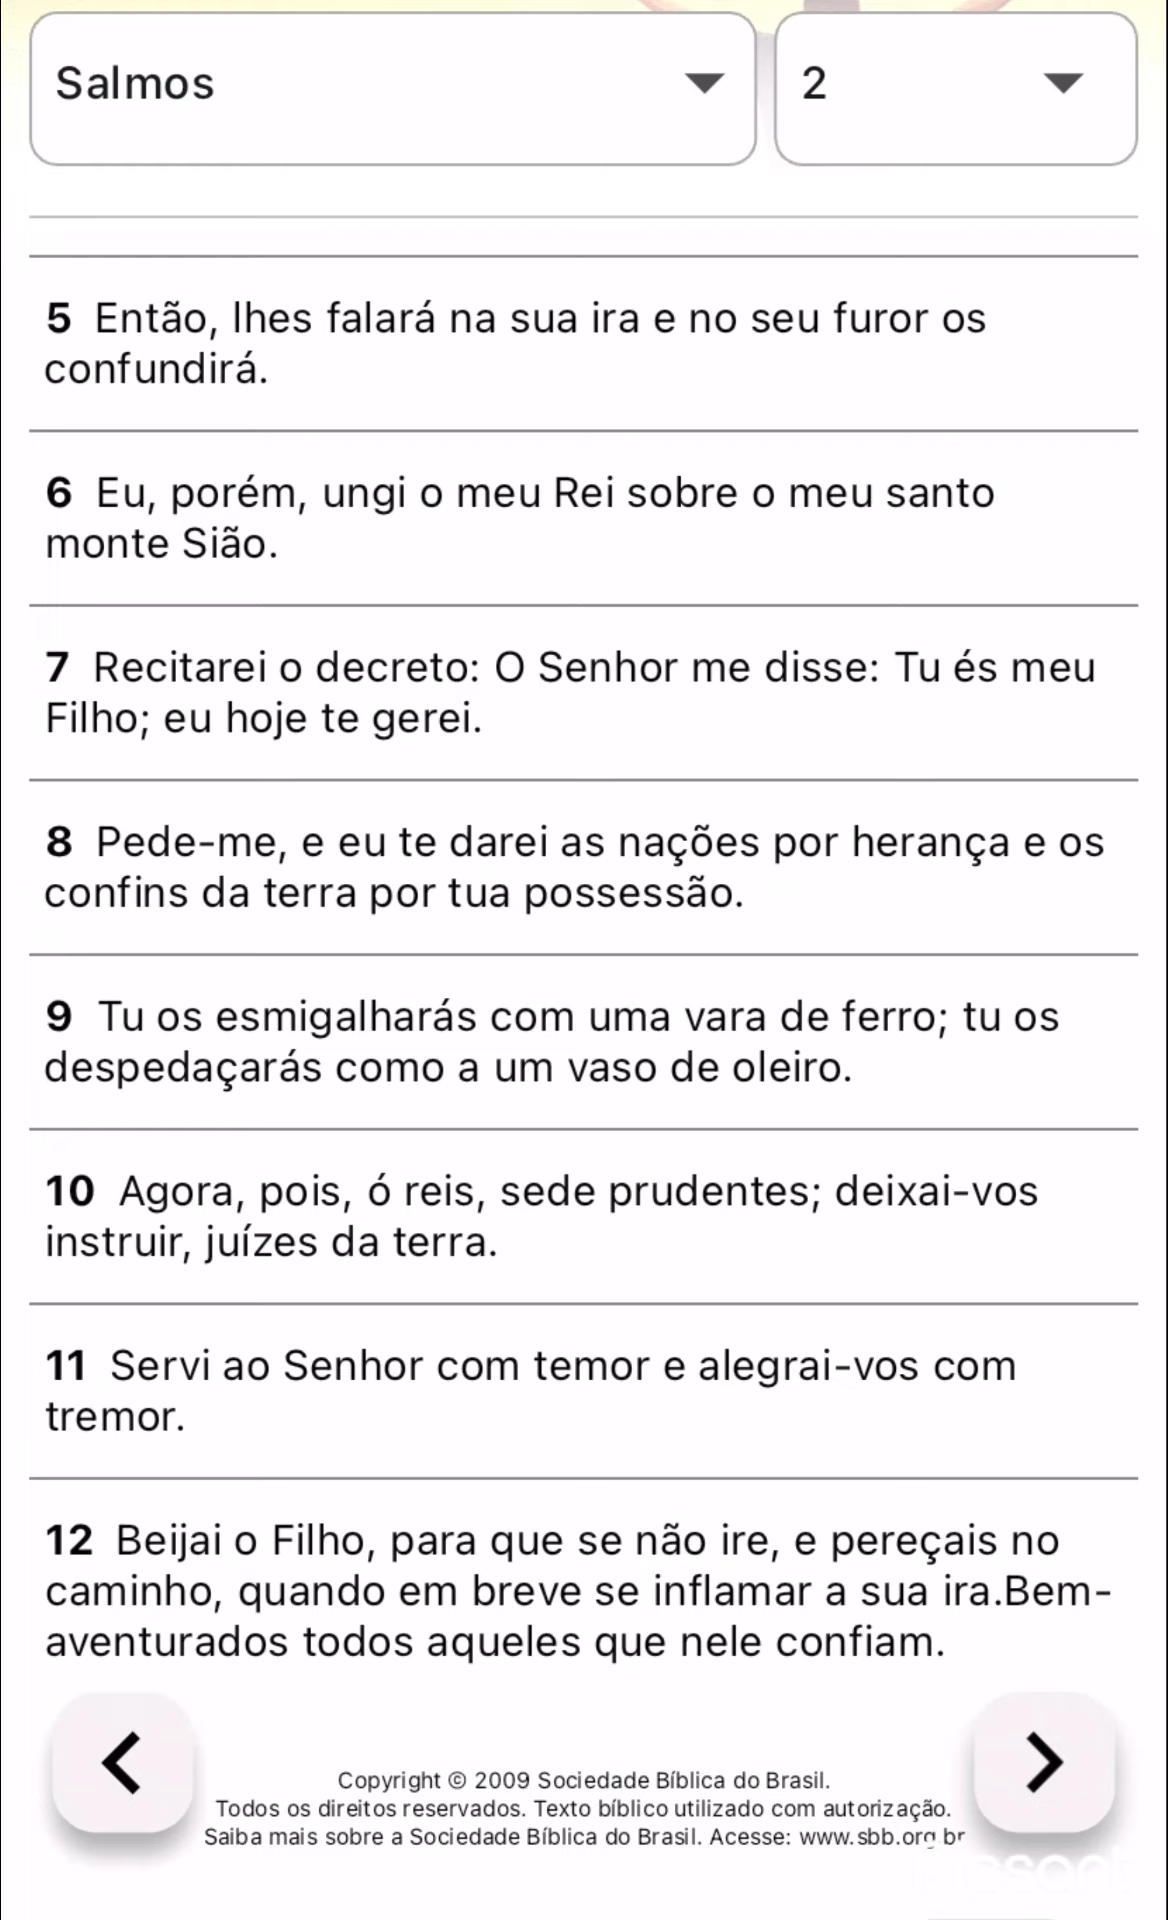 Salmos
2
5 Então, lhes falará na sua ira e no seu furor os
confundirá.
6 Eu, porém, ungi o meu Rei sobre o meu santo
monte Sião.
7 Recitarei o decreto: O Senhor me disse: Tu és meu
Filho; eu hoje te gerei.
8 Pede-me, e eu te darei as nações por herança e os
confins da terra por tua possessão.
9 Tu os esmigalharás com uma vara de ferro; tu os
despedaçarás como a um vaso de oleiro.
10 Agora, pois, ó reis, sede prudentes; deixai-vos
instruir, juízes da terra.
11 Servi ao Senhor com temor e alegrai-vos com
tremor.
12 Beijai o Filho, para que se não ire, e pereçais no
caminho, quando em breve se inflamar a sua ira.Bem-
aventurados todos aqueles que nele confiam.
Copyright © 2009 Sociedade Bíblica do Brasil.
Todos os direitos reservados. Texto bíblico utilizado com autorização.
Saiba mais sobre a Sociedade Bíblica do Brasil. Acesse: www.sbb.org.br